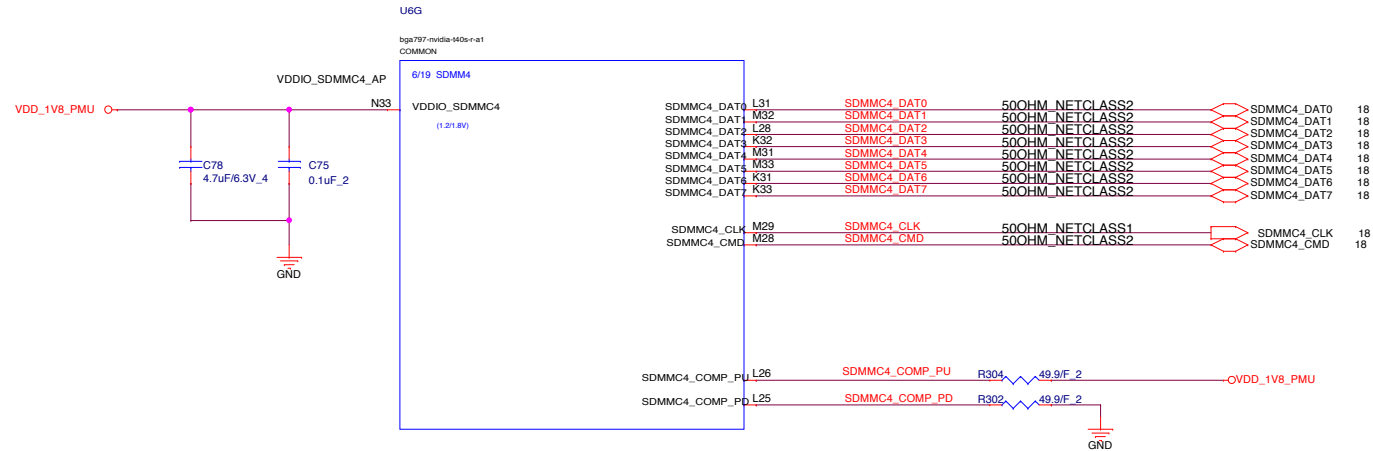 U6G
bga797-nvidia-t40s-r-a1
COMMON
6/19 SDMM4
VDDIO_SDMMC4_AP
VDD_1V8_PMU
N33
VDDIO_SDMMC4
(1.2/1.8V)
SDMMC4_DAT0 L31 SDMMC4_DAT0 50OHM_NETCLASS2 SDMMC4_DAT0 18
SDMMC4_DAT1 M32 SDMMC4_DAT1 50OHM_NETCLASS2 SDMMC4_DAT1 18
SDMMC4_DAT2 L28 SDMMC4_DAT2 50OHM_NETCLASS2 SDMMC4_DAT2 18
SDMMC4_DAT3 K32 SDMMC4_DAT3 50OHM_NETCLASS2 SDMMC4_DAT3 18
SDMMC4_DAT4 M31 SDMMC4_DAT4 50OHM_NETCLASS2 SDMMC4_DAT4 18
SDMMC4_DAT5 M33 SDMMC4_DAT5 50OHM_NETCLASS2 SDMMC4_DAT5 18
SDMMC4_DAT6 K31 SDMMC4_DAT6 50OHM_NETCLASS2 SDMMC4_DAT6 18
SDMMC4_DAT7 K33 SDMMC4_DAT7 50OHM_NETCLASS2 SDMMC4_DAT7 18
C78
4.7uF/6.3V_4
C75
0.1uF_2
GND
SDMMC4_CLK M29 SDMMC4_CLK 50OHM_NETCLASS1 SDMMC4_CLK 18
SDMMC4_CMD M28 SDMMC4_CMD 50OHM_NETCLASS2 SDMMC4_CMD 18
SDMMC4_COMP_PU L26 SDMMC4_COMP_PU R304 49.9/F_2 VDD_1V8_PMU
SDMMC4_COMP_PD L25 SDMMC4_COMP_PD R302 49.9/F_2
GND